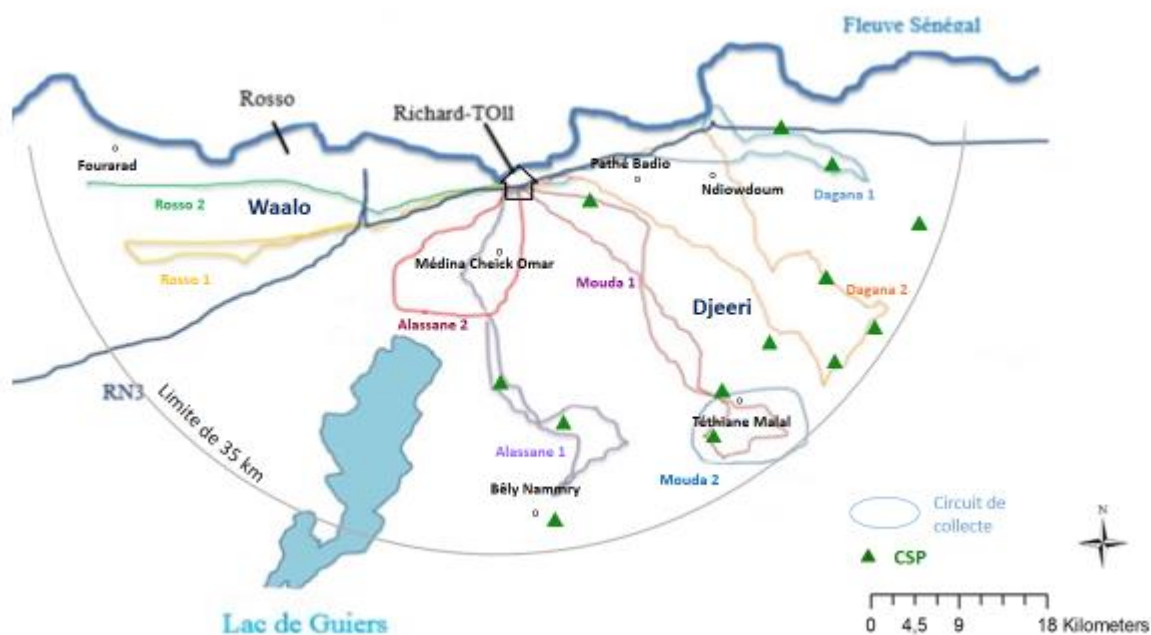 Fleuve Sénégal
Rosso
Richard-TOll
Fourarad
Pathé Badio
Ndiowdoum
Dagana 1
Rosso 2
Waalo
Rosso 1
Médina Cheick Omar
Mouda 1
Dagana 2
Djeeri
Alassane 2
RN3
Limite de 35 km
Téthiane Malal
Alassane 1
Mouda 2
Bêly Nammry
Circuit de
collecte
CSP
N
0 4,5 9 18 Kilometers
Lac de Guiers